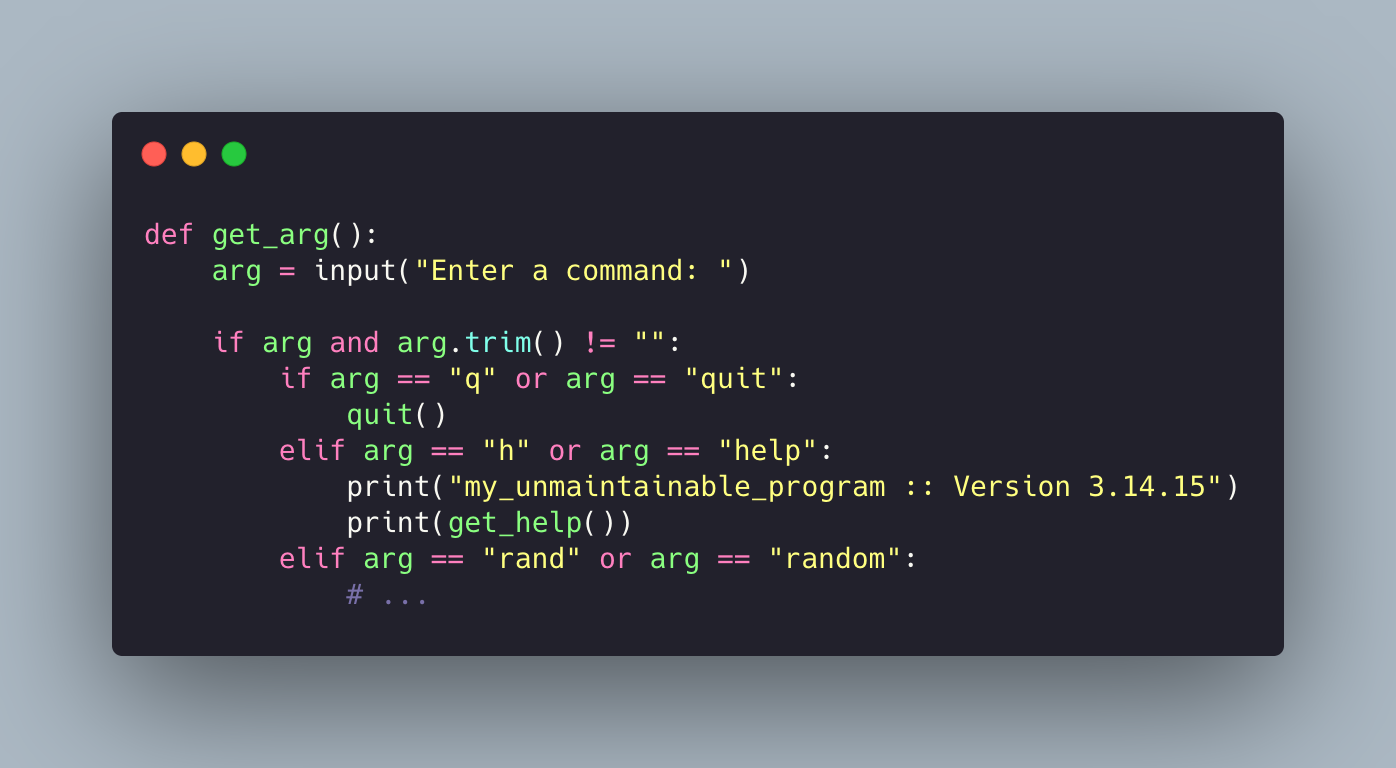 def get_arg():
    arg = input("Enter a command: ")

    if arg and arg.trim() != "":
        if arg == "q" or arg == "quit":
            quit()
        elif arg == "h" or arg == "help":
            print("my_unmaintainable_program :: Version 3.14.15")
            print(get_help())
        elif arg == "rand" or arg == "random":
            # ...